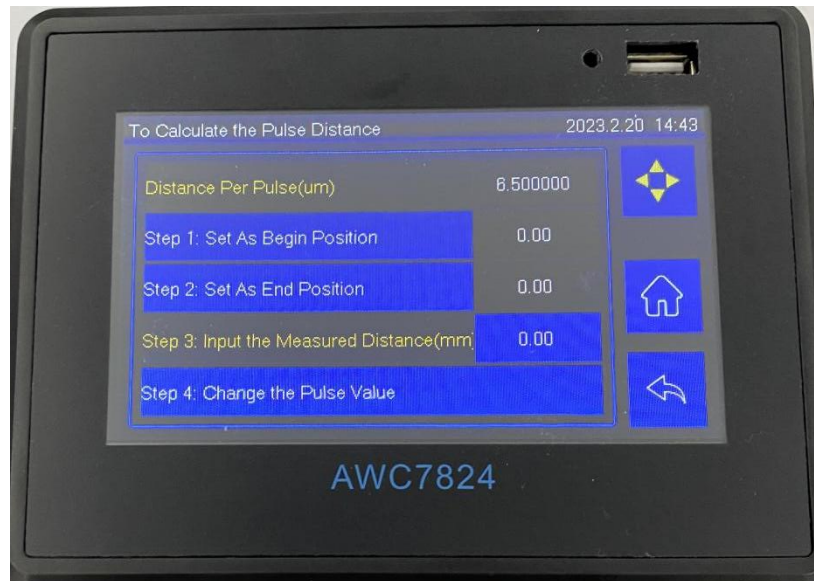 To Calculate the Pulse Distance 2023.2.20 14:43
Distance Per Pulse(um) 6.500000
Step 1: Set As Begin Position 0.00
Step 2: Set As End Position 0.00
Step 3: Input the Measured Distance(mm) 0.00
Step 4: Change the Pulse Value
AWC7824